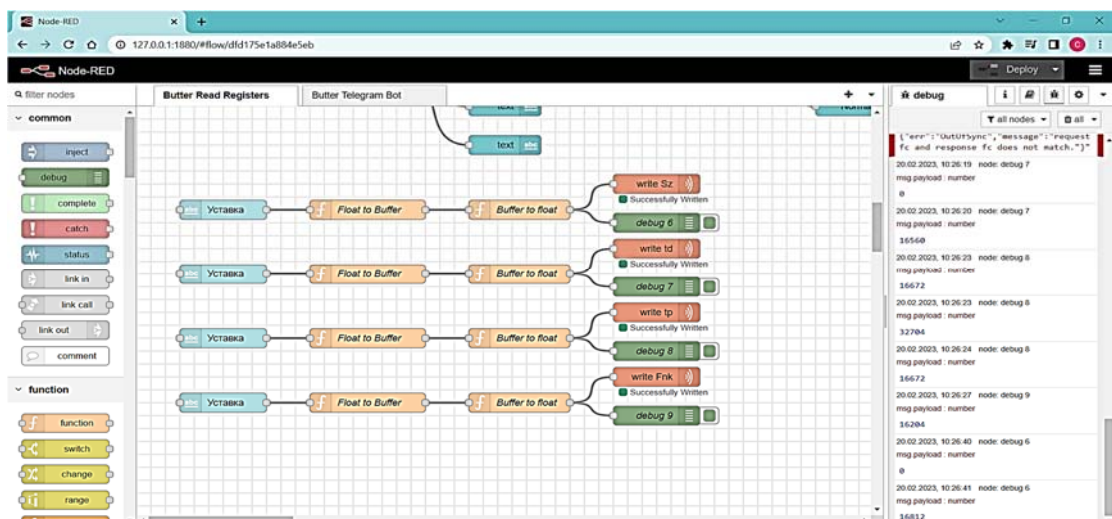 Node-RED
127.0.0.1:1880/#flow/dfd175e1a884e5eb
C
Node-RED
Deploy
filter nodes
Butter Read Registers
Butter Telegram Bot
debug
i
all nodes
all
common
inject
debug
complete
catch
status
link in
link call
link out
comment
function
function
switch
change
range
text
text
Уставка
Float to Buffer
Buffer to float
write Sz
Successfully Written
debug 6
Уставка
Float to Buffer
Buffer to float
write td
Successfully Written
debug 7
Уставка
Float to Buffer
Buffer to float
write tp
Successfully Written
debug 8
Уставка
Float to Buffer
Buffer to float
write Fnk
Successfully Written
debug 9
{"err":"OutOfSync","message":"request
fc and response fc does not match."}"
20.02.2023, 10:26:19 node: debug 7
msg.payload : number
0
20.02.2023, 10:26:20 node: debug 7
msg.payload : number
16560
20.02.2023, 10:26:23 node: debug 8
msg.payload : number
16672
20.02.2023, 10:26:23 node: debug 8
msg.payload : number
32704
20.02.2023, 10:26:24 node: debug 8
msg.payload : number
16672
20.02.2023, 10:26:27 node: debug 9
msg.payload : number
16204
20.02.2023, 10:26:40 node: debug 6
msg.payload : number
0
20.02.2023, 10:26:41 node: debug 6
msg.payload : number
16812